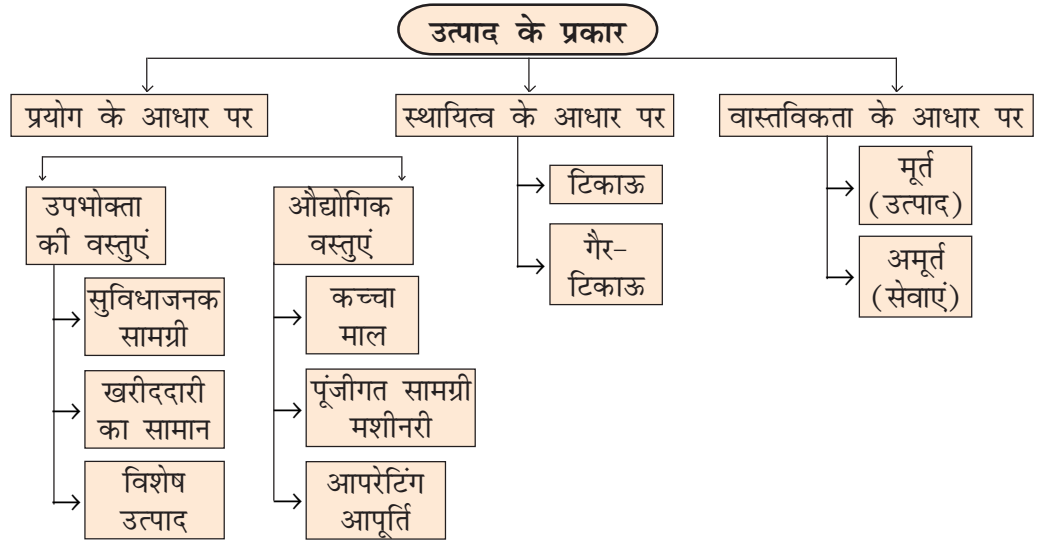 उत्पाद के प्रकार
प्रयोग के आधार पर
उपभोक्ता
की वस्तुएं
सुविधाजनक
सामग्री
खरीददारी
का सामान
विशेष
उत्पाद
औद्योगिक
वस्तुएं
कच्चा
माल
पूंजीगत सामग्री
मशीनरी
आपरेटिंग
आपूर्ति
स्थायित्व के आधार पर
टिकाऊ
गैर-
टिकाऊ
वास्तविकता के आधार पर
मूर्त
(उत्पाद)
अमूर्त
(सेवाएं)